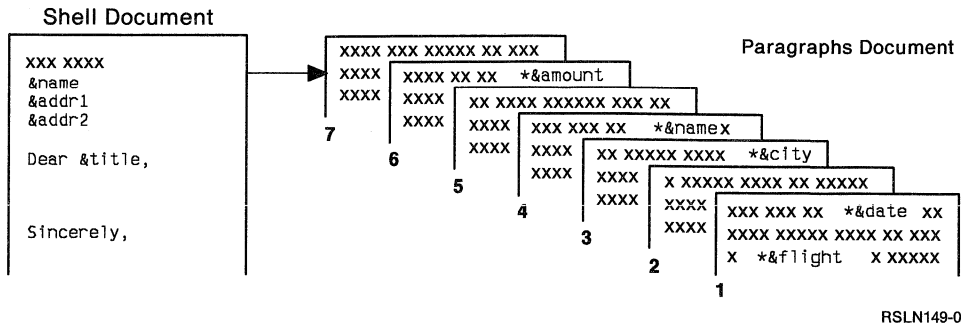 Shell Document
xxx xxxx
&name
&addr1
&addr2
Dear &title,
Sincerely,
Paragraphs Document
xxxx xxx xxxxx xx xxx
xxxx
xxxx
7
xxxx xx xx *&amount
xxxx
xxxx
6
xx xxxx xxxxxx xxx xx
xxxx
xxxx
5
xxx xxx xx *&namex
xxxx
xxxx
4
xx xxxxx xxxx *&city
xxxx
xxxx
3
x xxxxx xxxx xx xxxxx
xxxx
xxxx
2
xxx xxx xx *&date xx
xxxx xxxxx xxxx xx xxx
x *&flight x xxxxx
1
RSLN149-0